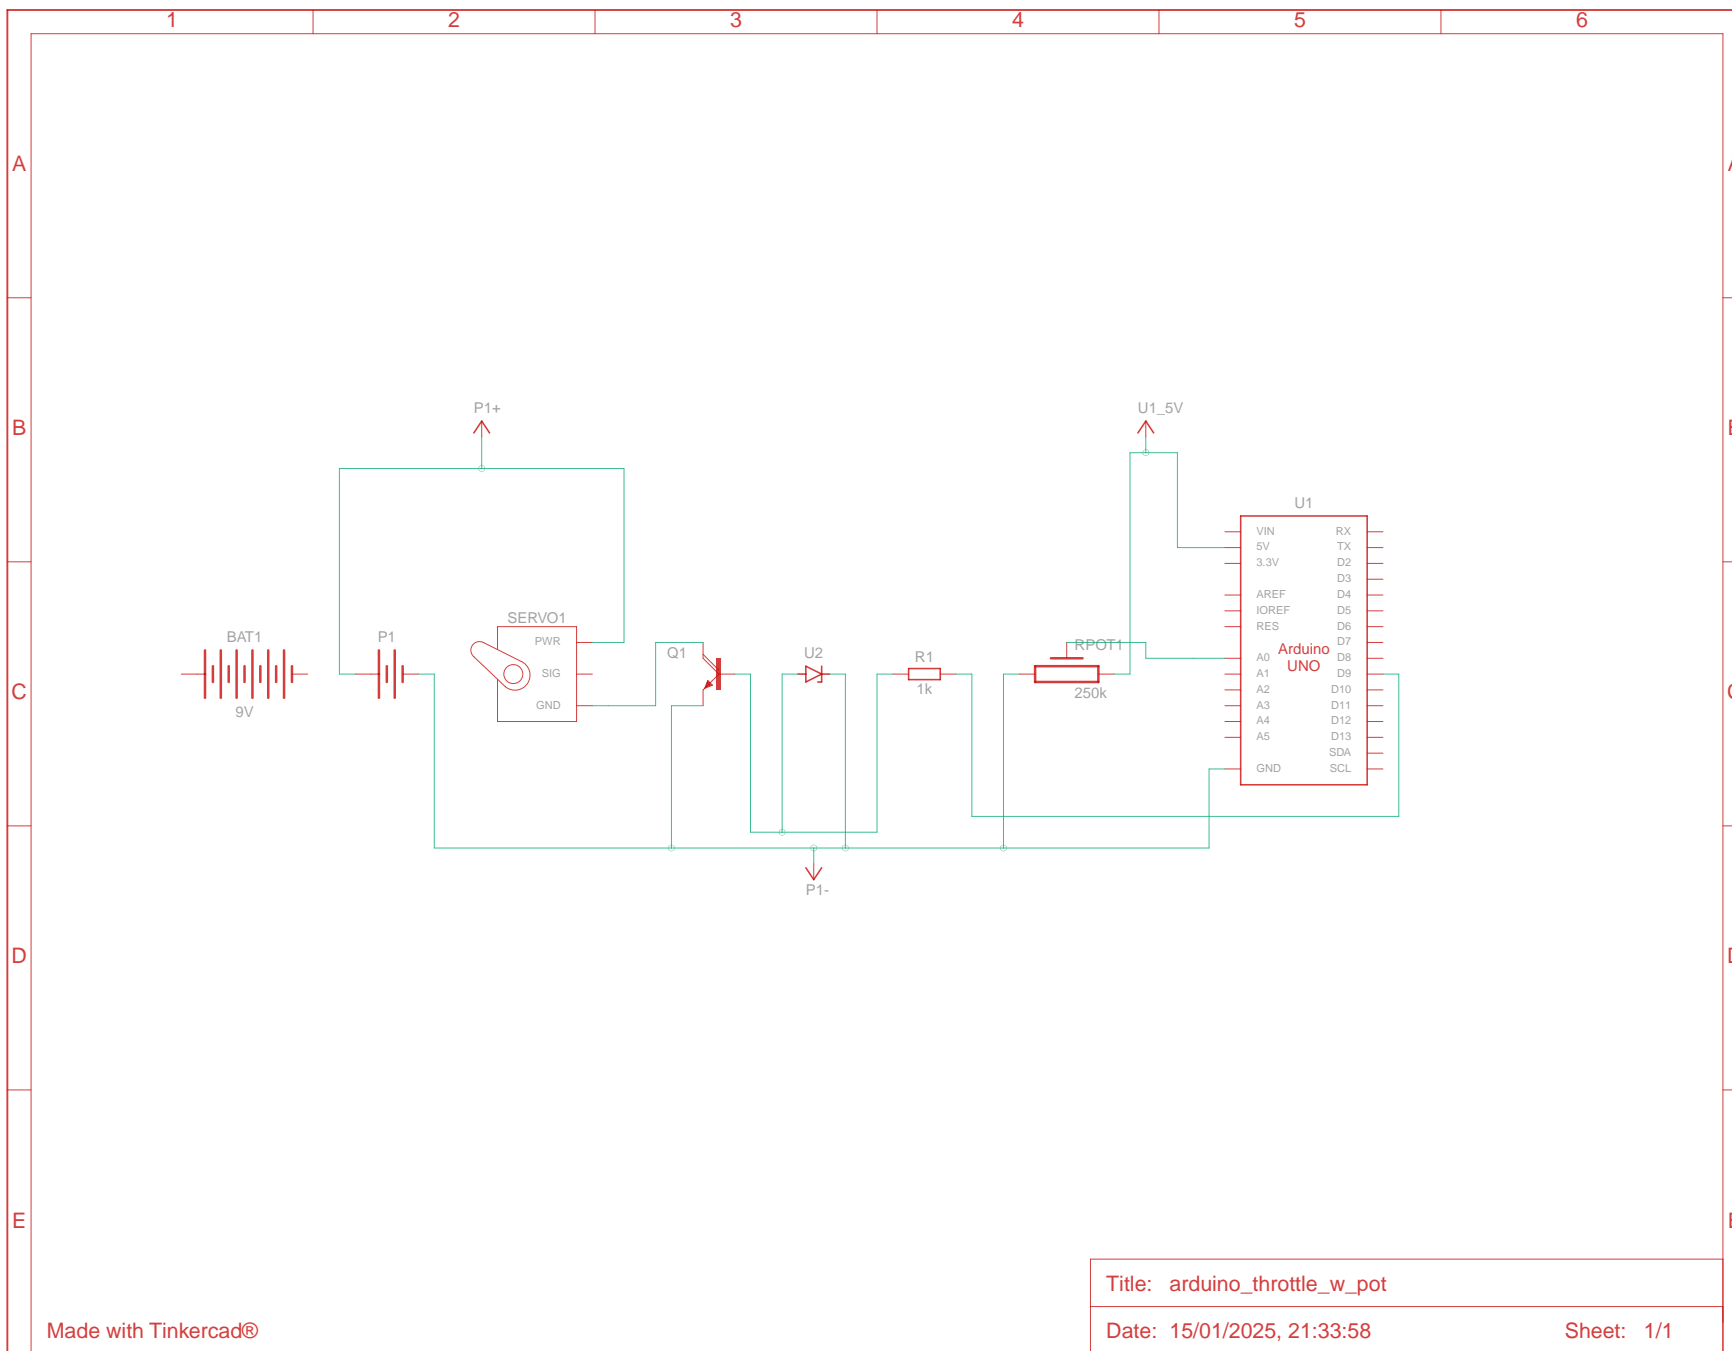 1 2 3 4 5 6
A
B
C
D
E
P1+
U1_5V
BAT1
9V
P1
SERVO1
PWR
SIG
GND
Q1
U2
R1
1k
RPOT1
250k
U1
VIN RX
5V TX
3.3V D2
D3
AREF D4
IOREF D5
RES D6
D7
Arduino
UNO
A0 D8
A1 D9
A2 D10
A3 D11
A4 D12
A5 D13
SDA
GND SCL
P1-
Title: arduino_throttle_w_pot
Date: 15/01/2025, 21:33:58 Sheet: 1/1
Made with Tinkercad®